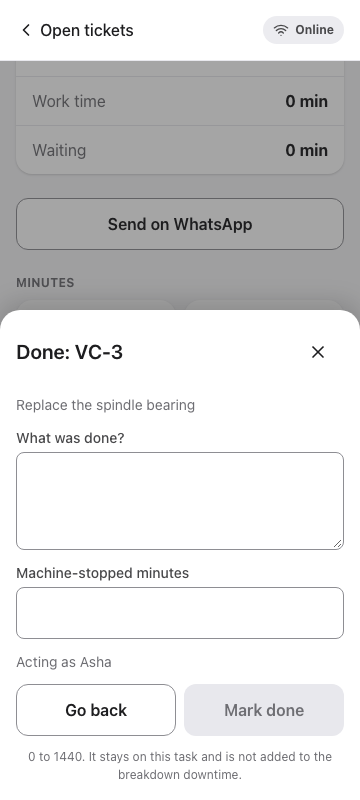 Open tickets
Online
Work time 0 min
Waiting 0 min
Send on WhatsApp
MINUTES
Done: VC-3
Replace the spindle bearing
What was done?
Machine-stopped minutes
Acting as Asha
Go back
Mark done
0 to 1440. It stays on this task and is not added to the
breakdown downtime.